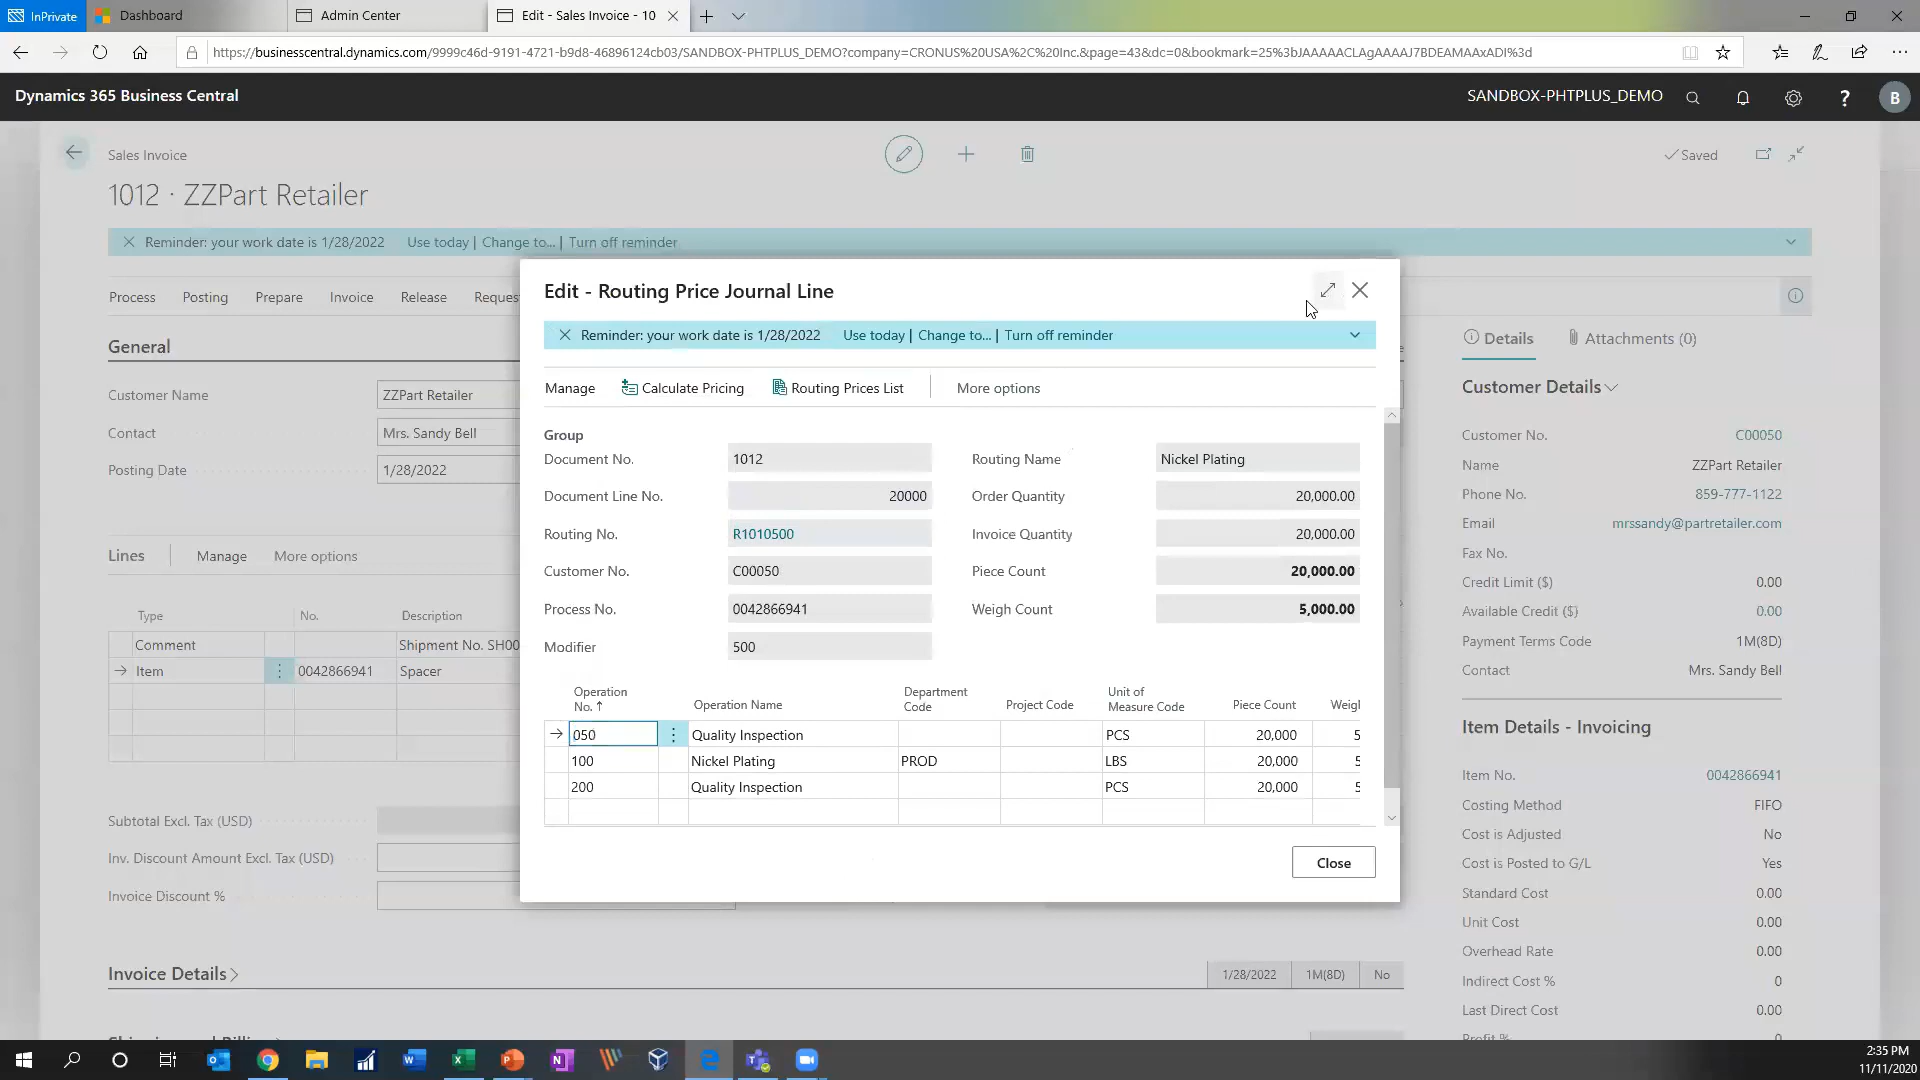 InPrivate
Dashboard
Admin Center
Edit - Sales Invoice - 10
https://businesscentral.dynamics.com/9999c46d-9191-4721-b9d8-46896124cb03/SANDBOX-PHTPLUS_DEMO?company=CRONUS%20USA%2C%20Inc.&page=43&dc=0&bookmark=25%3bJAAAAACLAgAAAAJ7BDEAMAAxADI%3d
Dynamics 365 Business Central
SANDBOX-PHTPLUS_DEMO
?
B
Sales Invoice
Saved
1012 · ZZPart Retailer
Reminder: your work date is 1/28/2022 Use today | Change to... | Turn off reminder
Process Posting Prepare Invoice Release Reques
General
Customer Name ZZPart Retailer
Contact Mrs. Sandy Bell
Posting Date 1/28/2022
Lines Manage More options
Type No. Description
Comment Shipment No. SH00
Item 0042866941 Spacer
Subtotal Excl. Tax (USD)
Inv. Discount Amount Excl. Tax (USD)
Invoice Discount %
Invoice Details
1/28/2022 1M(8D) No
Edit - Routing Price Journal Line
Reminder: your work date is 1/28/2022 Use today | Change to... | Turn off reminder
Manage Calculate Pricing Routing Prices List More options
Group
Document No. 1012 Routing Name Nickel Plating
Document Line No. 20000 Order Quantity 20,000.00
Routing No. R1010500 Invoice Quantity 20,000.00
Customer No. C00050 Piece Count 20,000.00
Process No. 0042866941 Weigh Count 5,000.00
Modifier 500
Operation No. ↑ Operation Name Department Code Project Code Unit of Measure Code Piece Count Weigl
050 Quality Inspection PCS 20,000 5
100 Nickel Plating PROD LBS 20,000 5
200 Quality Inspection PCS 20,000 5
Close
Details Attachments (0)
Customer Details
Customer No. C00050
Name ZZPart Retailer
Phone No. 859-777-1122
Email mrssandy@partretailer.com
Fax No.
Credit Limit ($) 0.00
Available Credit ($) 0.00
Payment Terms Code 1M(8D)
Contact Mrs. Sandy Bell
Item Details - Invoicing
Item No. 0042866941
Costing Method FIFO
Cost is Adjusted No
Cost is Posted to G/L Yes
Standard Cost 0.00
Unit Cost 0.00
Overhead Rate 0.00
Indirect Cost % 0
Last Direct Cost 0.00
Profit % 0
2:35 PM
11/11/2020